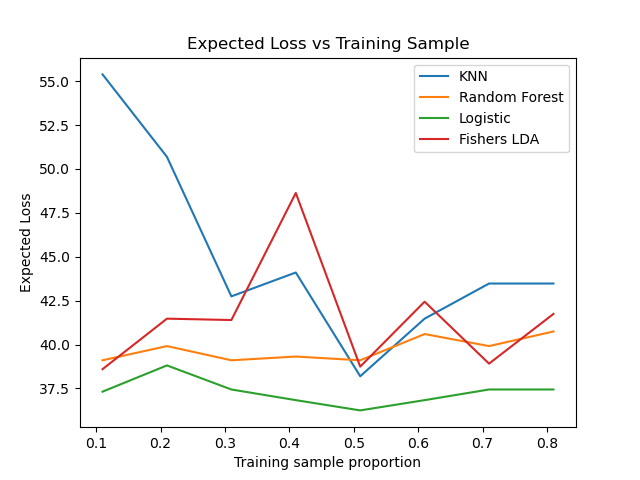 Expected Loss vs Training Sample
KNN
Random Forest
Logistic
Fishers LDA
Expected Loss
55.0
52.5
50.0
47.5
45.0
42.5
40.0
37.5
0.1 0.2 0.3 0.4 0.5 0.6 0.7 0.8
Training sample proportion